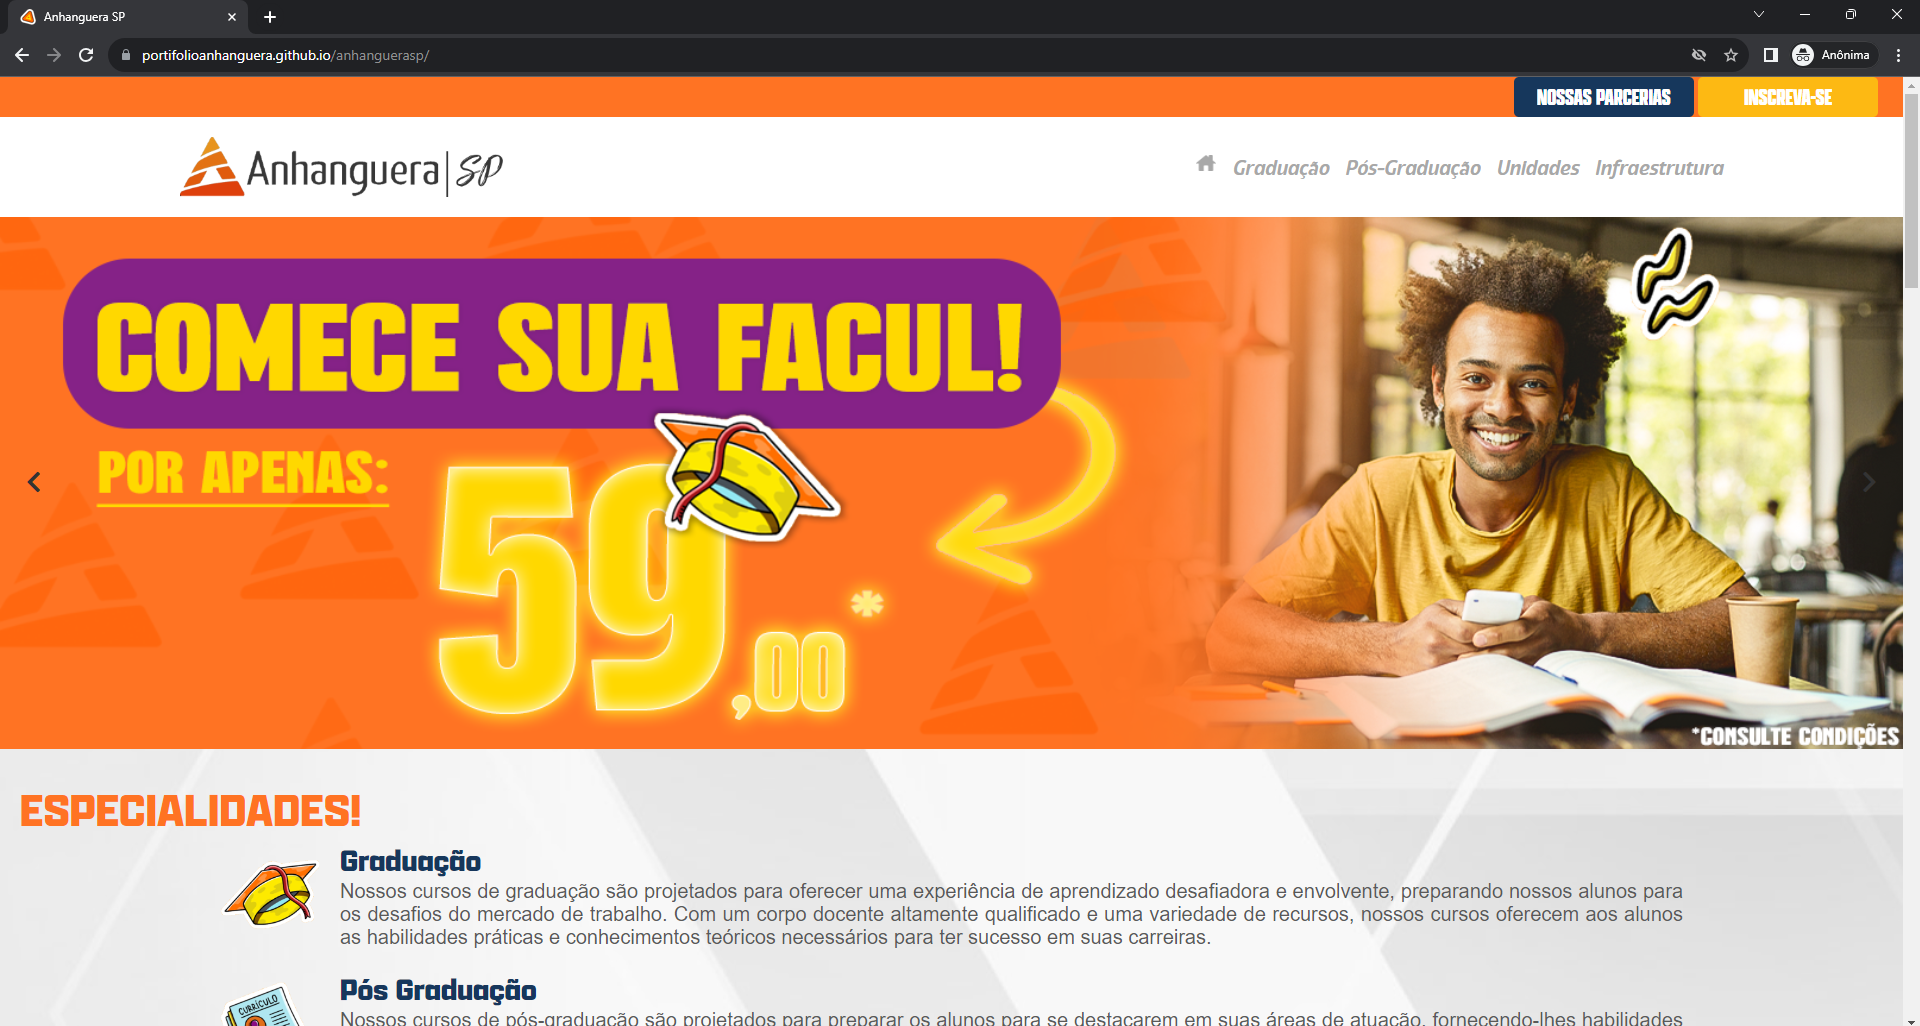 Anhanguera SP
portifolioanhanguera.github.io/anhanguerasp/
Anônima
NOSSAS PARCERIAS
INSCREVA-SE
Anhanguera|SP
Graduação Pós-Graduação Unidades Infraestrutura
COMECE SUA FACUL!
POR APENAS:
59,00*
*CONSULTE CONDIÇÕES
ESPECIALIDADES!
Graduação
Nossos cursos de graduação são projetados para oferecer uma experiência de aprendizado desafiadora e envolvente, preparando nossos alunos para
os desafios do mercado de trabalho. Com um corpo docente altamente qualificado e uma variedade de recursos, nossos cursos oferecem aos alunos
as habilidades práticas e conhecimentos teóricos necessários para ter sucesso em suas carreiras.
CURRÍCULO
Pós Graduação
Nossos cursos de pós-graduação são projetados para preparar os alunos para se destacarem em suas áreas de atuação, fornecendo-lhes habilidades